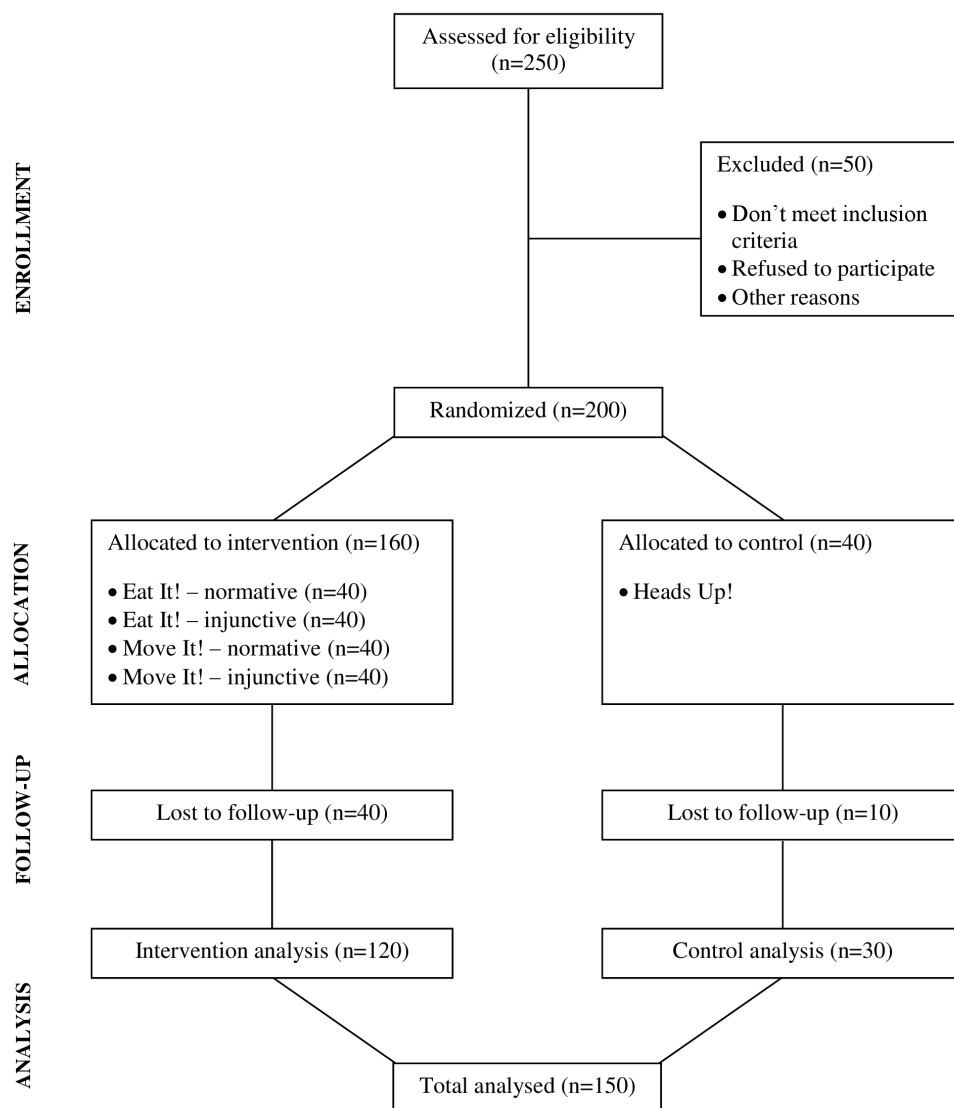 Assessed for eligibility
(n=250)
ENROLLMENT
Excluded (n=50)
• Don’t meet inclusion
criteria
• Refused to participate
• Other reasons
Randomized (n=200)
ALLOCATION
Allocated to intervention (n=160)
• Eat It! – normative (n=40)
• Eat It! – injunctive (n=40)
• Move It! – normative (n=40)
• Move It! – injunctive (n=40)
Allocated to control (n=40)
• Heads Up!
FOLLOW-UP
Lost to follow-up (n=40)
Lost to follow-up (n=10)
ANALYSIS
Intervention analysis (n=120)
Control analysis (n=30)
Total analysed (n=150)